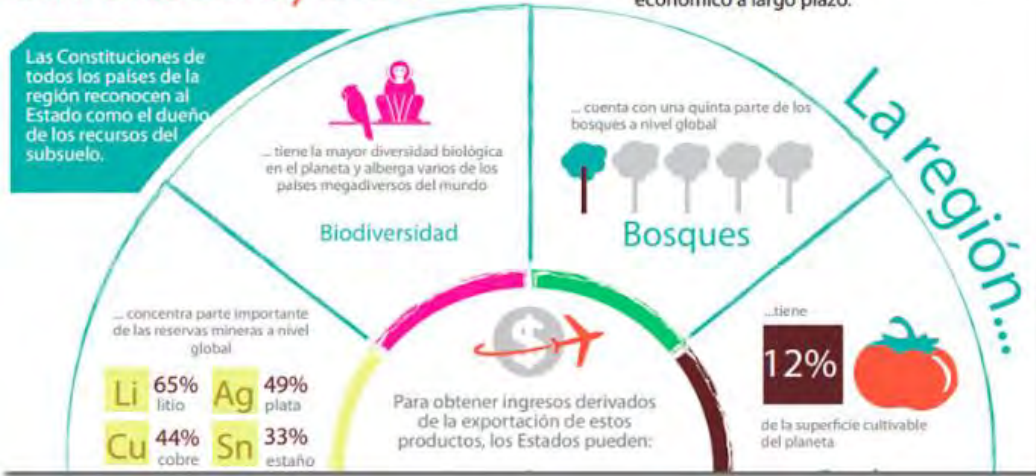 económico a largo plazo.
Las Constituciones de
todos los países de la
región reconocen al
Estado como el dueño
de los recursos del
subsuelo.
La región...
... tiene la mayor diversidad biológica
en el planeta y alberga varios de los
países megadiversos del mundo
Biodiversidad
... cuenta con una quinta parte de los
bosques a nivel global
Bosques
... concentra parte importante
de las reservas mineras a nivel
global
Li 65% litio
Ag 49% plata
Cu 44% cobre
Sn 33% estaño
$
Para obtener ingresos derivados
de la exportación de estos
productos, los Estados pueden:
...tiene
12%
de la superficie cultivable
del planeta